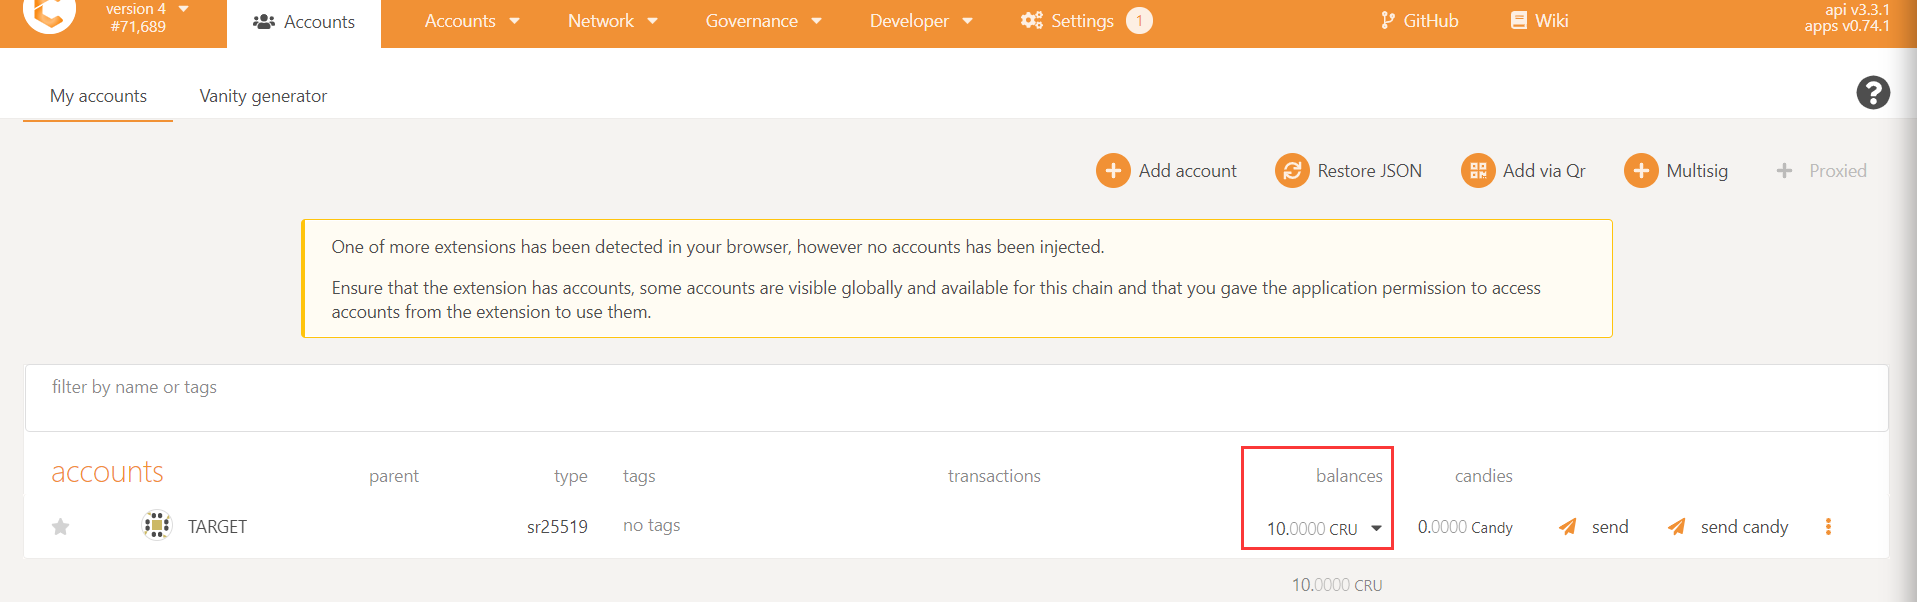 version 4
#71,689
Accounts
Accounts
Network
Governance
Developer
Settings 1
GitHub
Wiki
api v3.3.1
apps v0.74.1
My accounts
Vanity generator
Add account
Restore JSON
Add via Qr
Multisig
Proxied
One of more extensions has been detected in your browser, however no accounts has been injected.
Ensure that the extension has accounts, some accounts are visible globally and available for this chain and that you gave the application permission to access
accounts from the extension to use them.
filter by name or tags
accounts parent type tags transactions balances candies
TARGET sr25519 no tags 10.0000 CRU 0.0000 Candy send send candy
10.0000 CRU